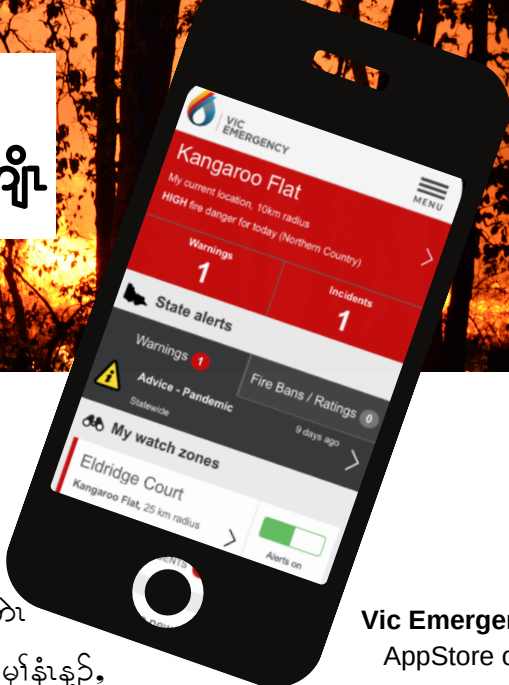 VIC
EMERGENCY
MENU
Kangaroo Flat
My current location, 10km radius
HIGH fire danger for today (Northern Country)
Warnings
1
Incidents
1
State alerts
Warnings 1
Fire Bans / Ratings 0
Advice - Pandemic
Statewide
9 days ago
My watch zones
Eldridge Court
Kangaroo Flat, 25 km radius
Alerts on
Vic Emergen
AppStore o